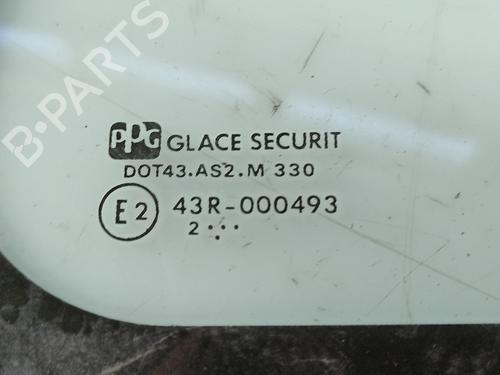 B-PARTS
PPG GLACE SECURIT
DOT43.AS2.M 330
E2 43R-000493
2